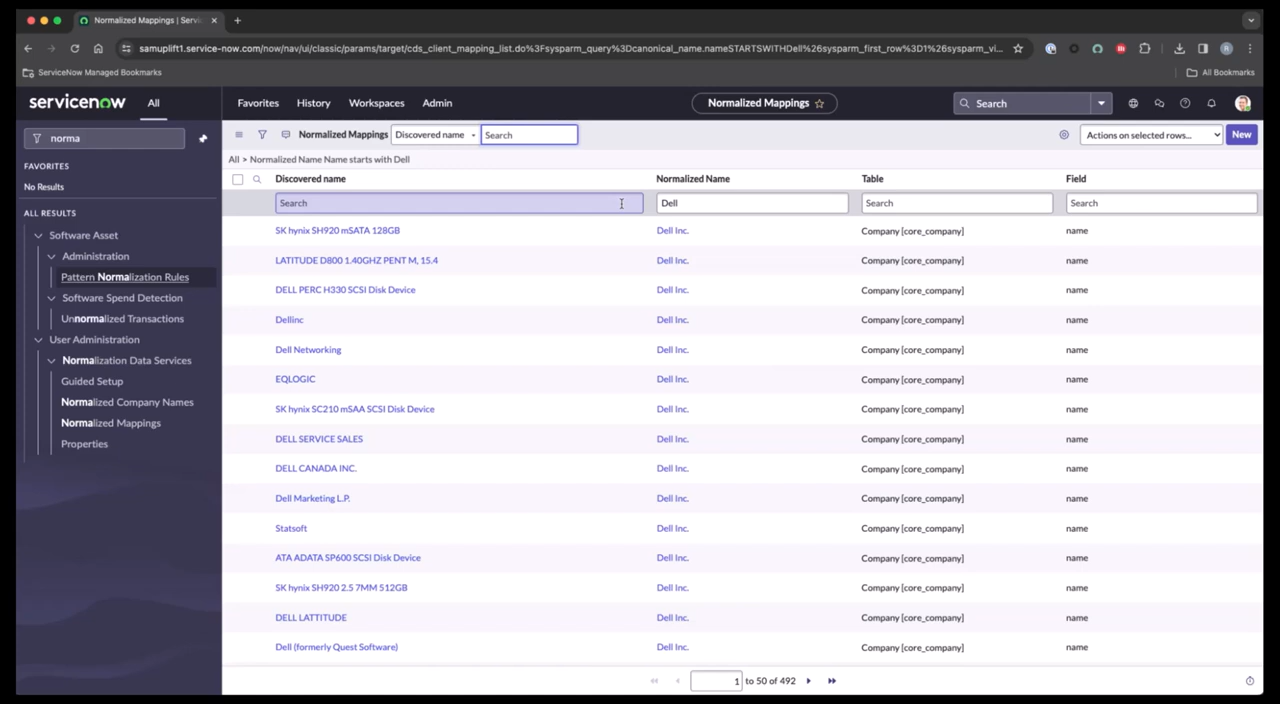 Normalized Mappings | Servi
samuplift1.service-now.com/now/nav/ui/classic/params/target/cds_client_mapping_list.do%3Fsysparm_query%3Dcanonical_name.nameSTARTSWITHDell%26sysparm_first_row%3D1%26sysparm_vi...
R
ServiceNow Managed Bookmarks
All Bookmarks
servicenow
All
Favorites
History
Workspaces
Admin
Normalized Mappings
Search
norma
FAVORITES
No Results
ALL RESULTS
Software Asset
Administration
Pattern Normalization Rules
Software Spend Detection
Unnormalized Transactions
User Administration
Normalization Data Services
Guided Setup
Normalized Company Names
Normalized Mappings
Properties
Normalized Mappings Discovered name Search Actions on selected rows... New
All > Normalized Name Name starts with Dell
Discovered name Normalized Name Table Field
Search Dell Search Search
SK hynix SH920 mSATA 128GB Dell Inc. Company [core_company] name
LATITUDE D800 1.40GHZ PENT M, 15.4 Dell Inc. Company [core_company] name
DELL PERC H330 SCSI Disk Device Dell Inc. Company [core_company] name
Dellinc Dell Inc. Company [core_company] name
Dell Networking Dell Inc. Company [core_company] name
EQLOGIC Dell Inc. Company [core_company] name
SK hynix SC210 mSAA SCSI Disk Device Dell Inc. Company [core_company] name
DELL SERVICE SALES Dell Inc. Company [core_company] name
DELL CANADA INC. Dell Inc. Company [core_company] name
Dell Marketing L.P. Dell Inc. Company [core_company] name
Statsoft Dell Inc. Company [core_company] name
ATA ADATA SP600 SCSI Disk Device Dell Inc. Company [core_company] name
SK hynix SH920 2.5 7MM 512GB Dell Inc. Company [core_company] name
DELL LATTITUDE Dell Inc. Company [core_company] name
Dell (formerly Quest Software) Dell Inc. Company [core_company] name
1 to 50 of 492